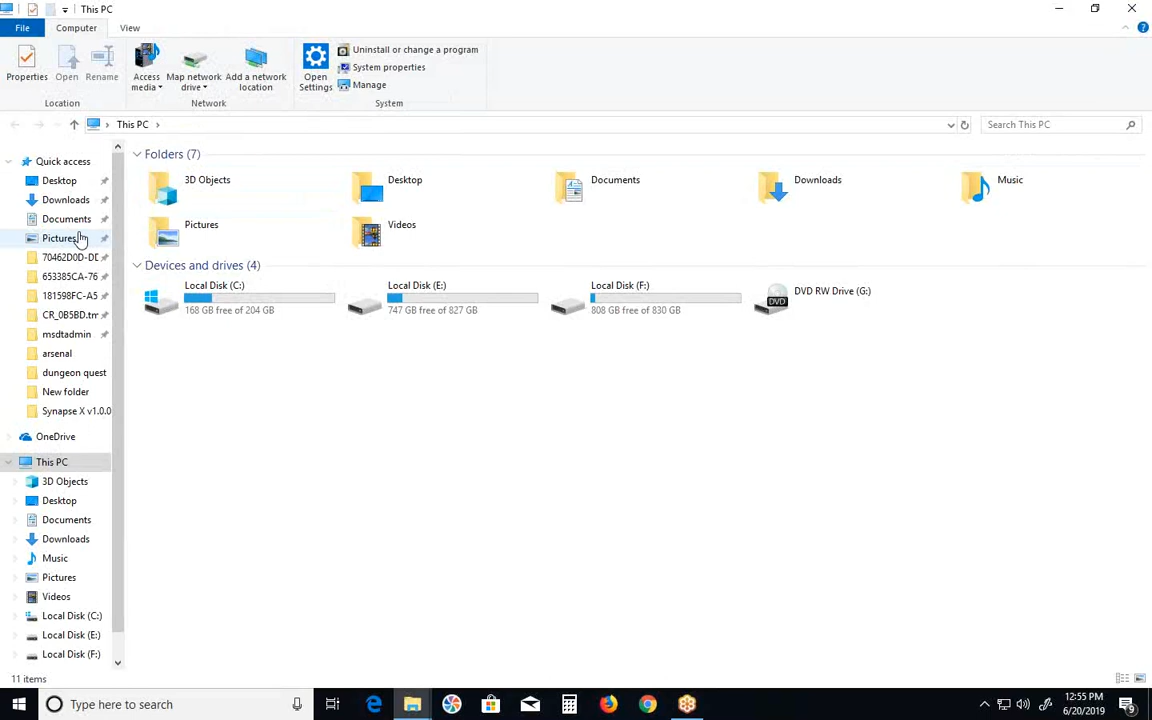 This PC
File
Computer
View
Properties
Open
Rename
Access media
Map network drive
Add a network location
Open Settings
Uninstall or change a program
System properties
Manage
Location
Network
System
This PC
Search This PC
Quick access
Desktop
Downloads
Documents
Pictures
70462D0D-DE
653385CA-76
181598FC-A5
CR_0B5BD.tm
msdtadmin
arsenal
dungeon quest
New folder
Synapse X v1.0.0
OneDrive
This PC
3D Objects
Desktop
Documents
Downloads
Music
Pictures
Videos
Local Disk (C:)
Local Disk (E:)
Local Disk (F:)
Folders (7)
3D Objects
Desktop
Documents
Downloads
Music
Pictures
Videos
Devices and drives (4)
Local Disk (C:)
168 GB free of 204 GB
Local Disk (E:)
747 GB free of 827 GB
Local Disk (F:)
808 GB free of 830 GB
DVD RW Drive (G:)
DVD
11 items
Type here to search
12:55 PM
6/20/2019
9